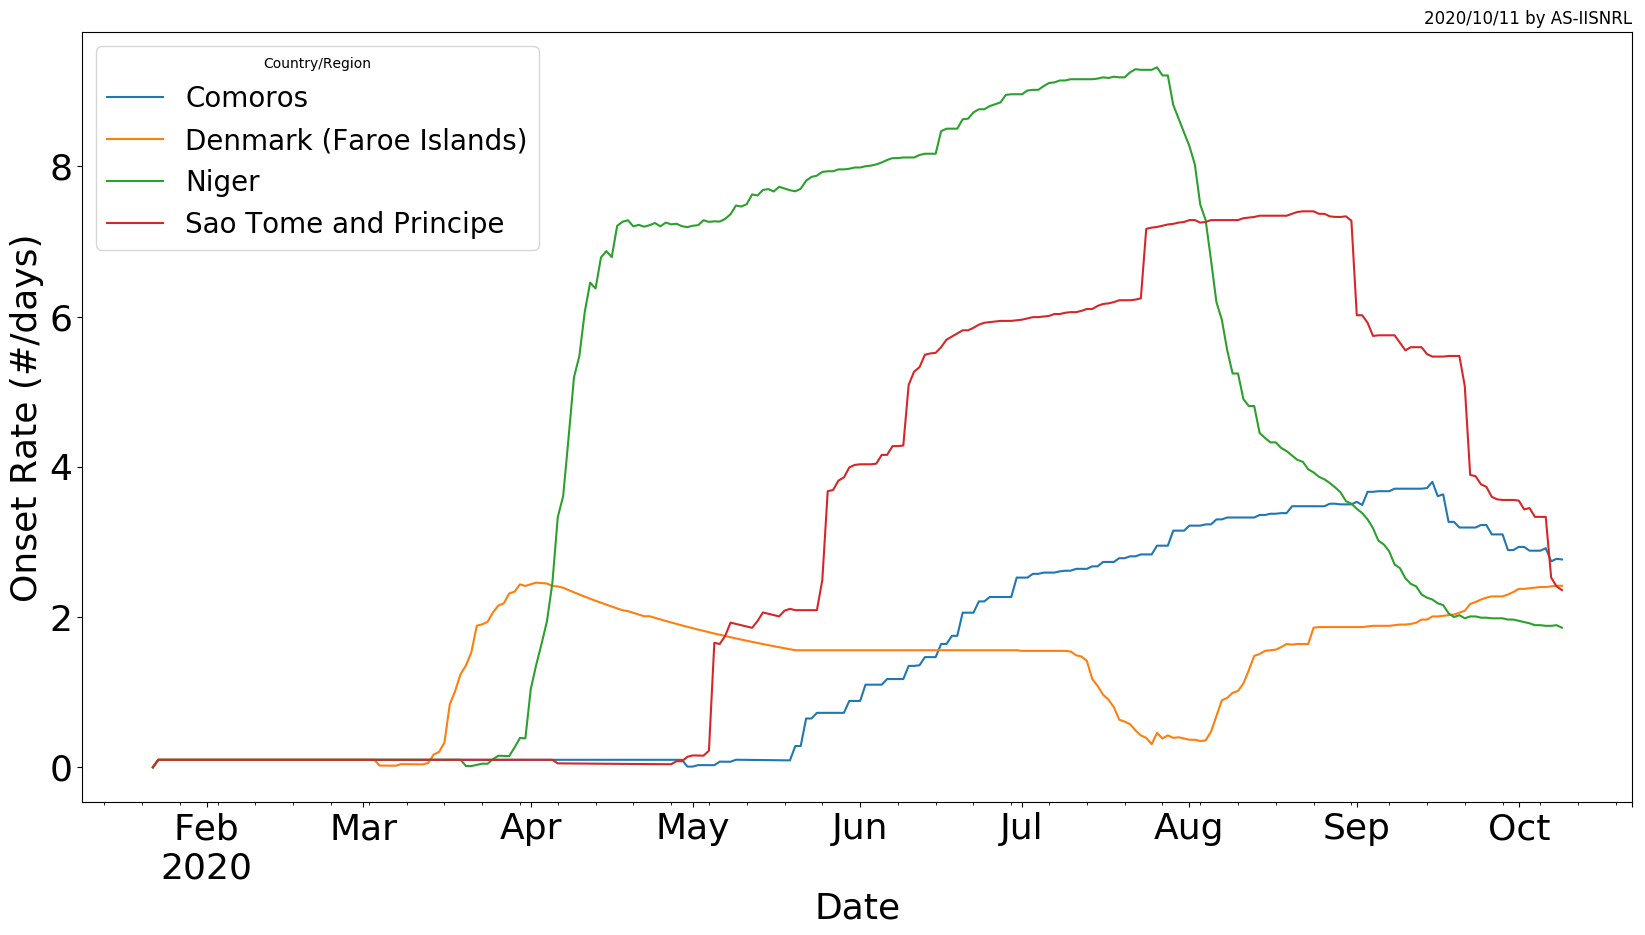 2020/10/11 by AS-IISNRL
Country/Region
Comoros
Denmark (Faroe Islands)
Niger
Sao Tome and Principe
Onset Rate (#/days)
8
6
4
2
0
Feb Mar Apr May Jun Jul Aug Sep Oct
2020
Date